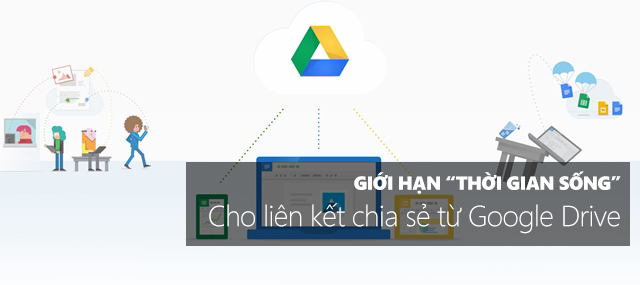 GIỚI HẠN “THỜI GIAN SỐNG”
Cho liên kết chia sẻ từ Google Drive